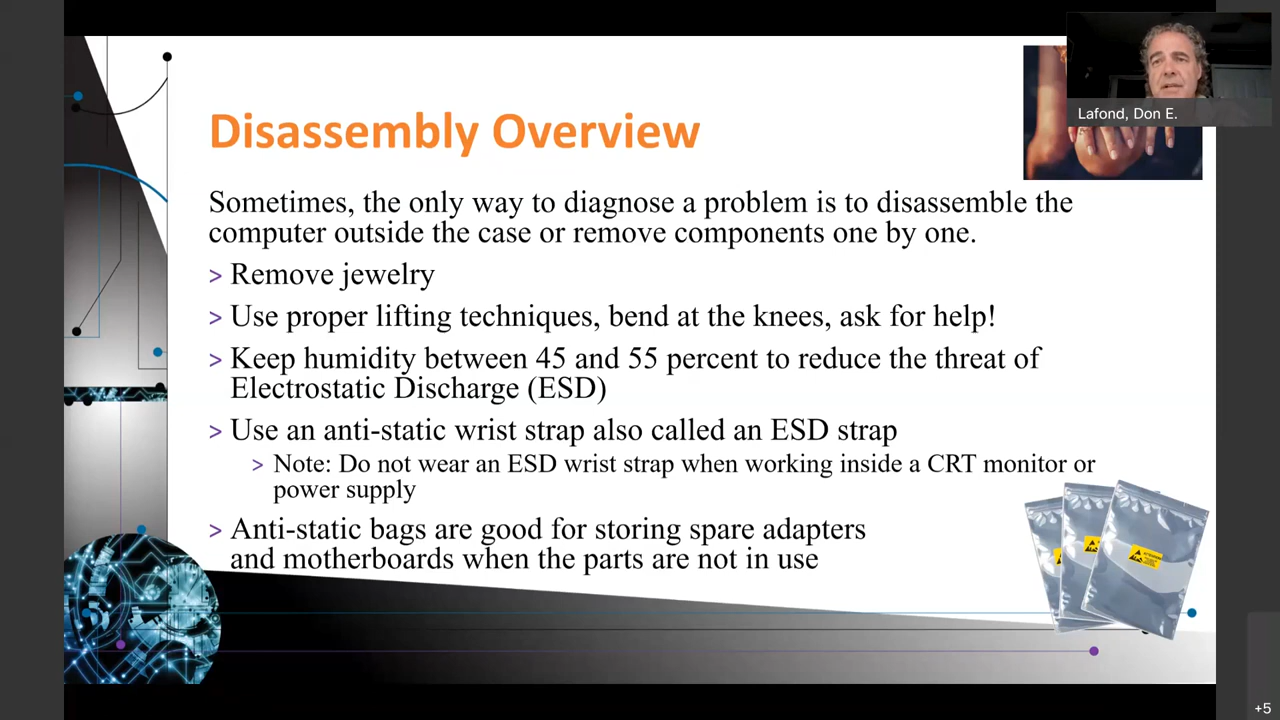 Lafond, Don E.
Disassembly Overview
Sometimes, the only way to diagnose a problem is to disassemble the
computer outside the case or remove components one by one.
> Remove jewelry
> Use proper lifting techniques, bend at the knees, ask for help!
> Keep humidity between 45 and 55 percent to reduce the threat of
Electrostatic Discharge (ESD)
> Use an anti-static wrist strap also called an ESD strap
> Note: Do not wear an ESD wrist strap when working inside a CRT monitor or
power supply
> Anti-static bags are good for storing spare adapters
and motherboards when the parts are not in use
+5